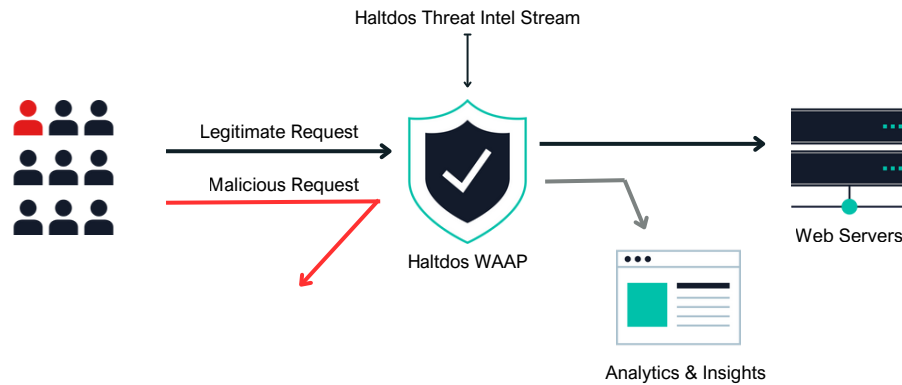 Haltdos Threat Intel Stream
Legitimate Request
Malicious Request
Haltdos WAAP
Web Servers
Analytics & Insights